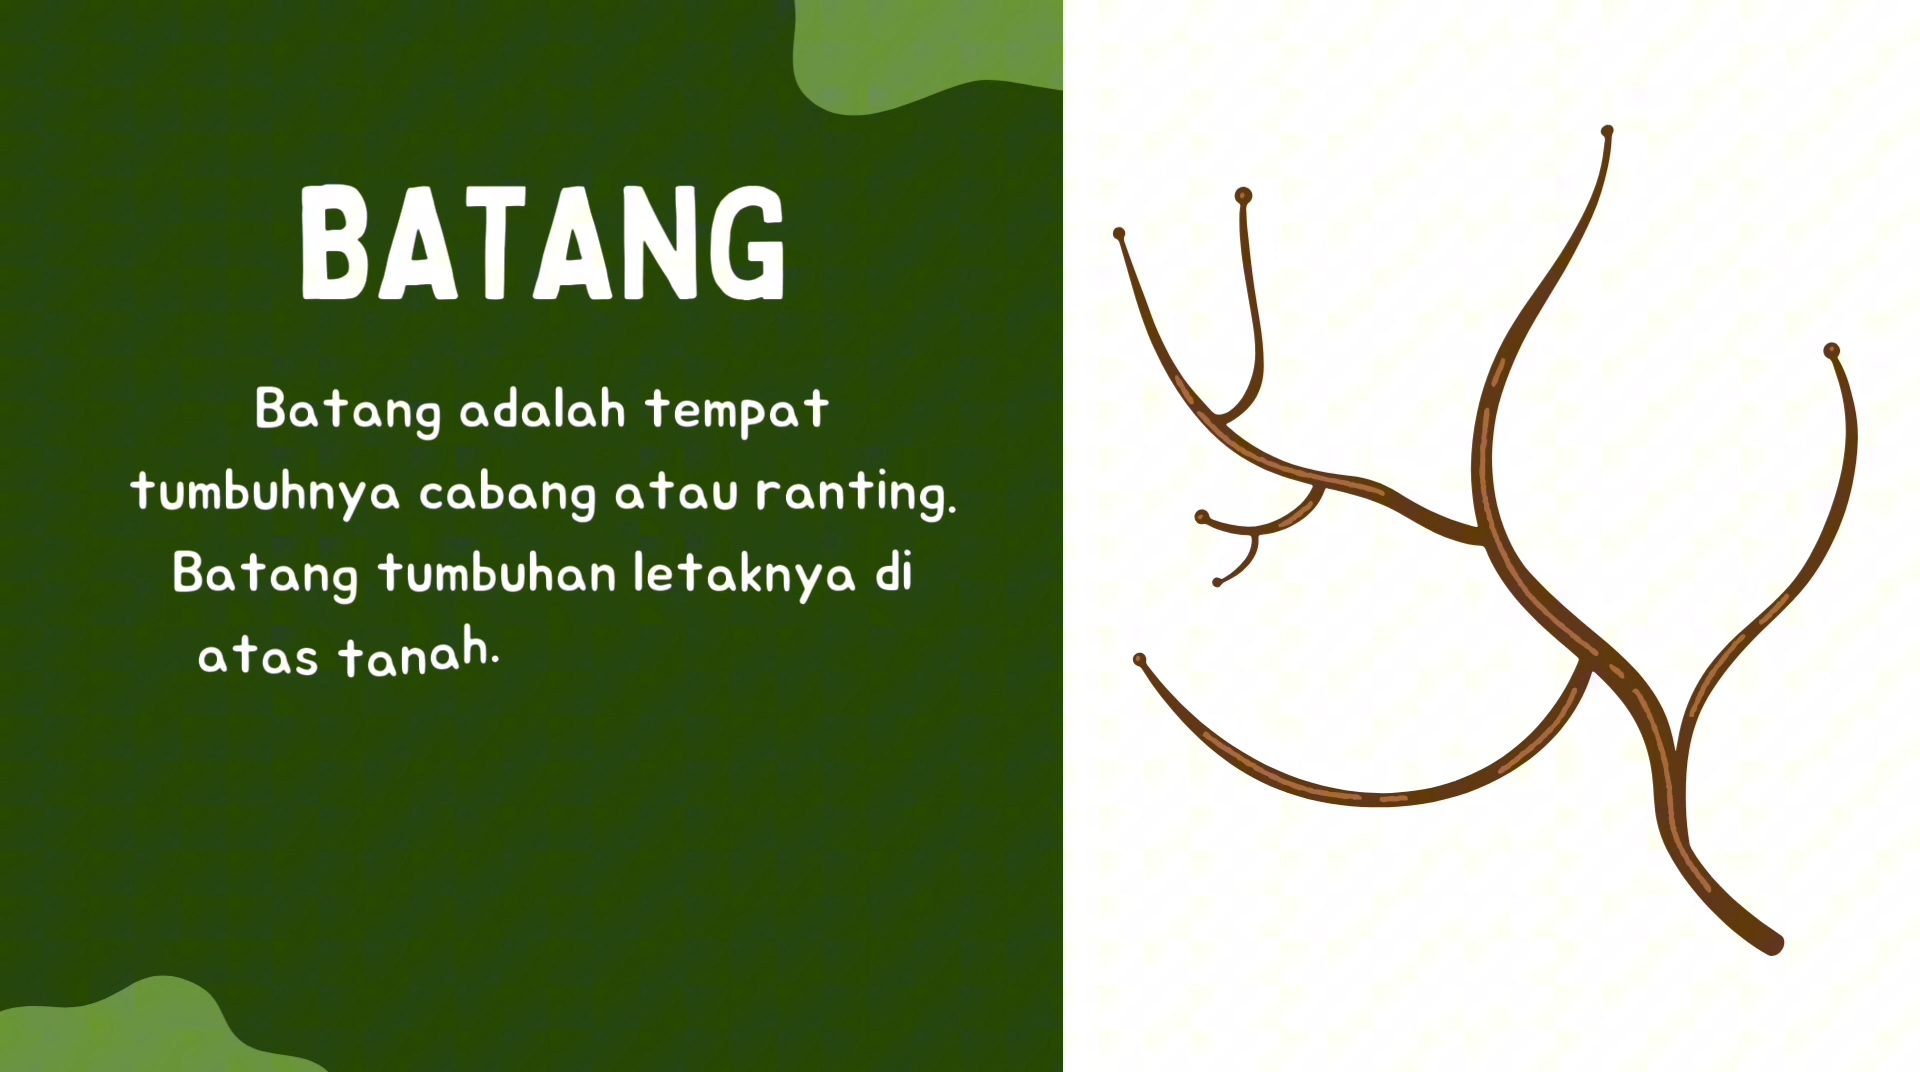 BATANG
Batang adalah tempat
tumbuhnya cabang atau ranting.
Batang tumbuhan letaknya di
atas tanah.